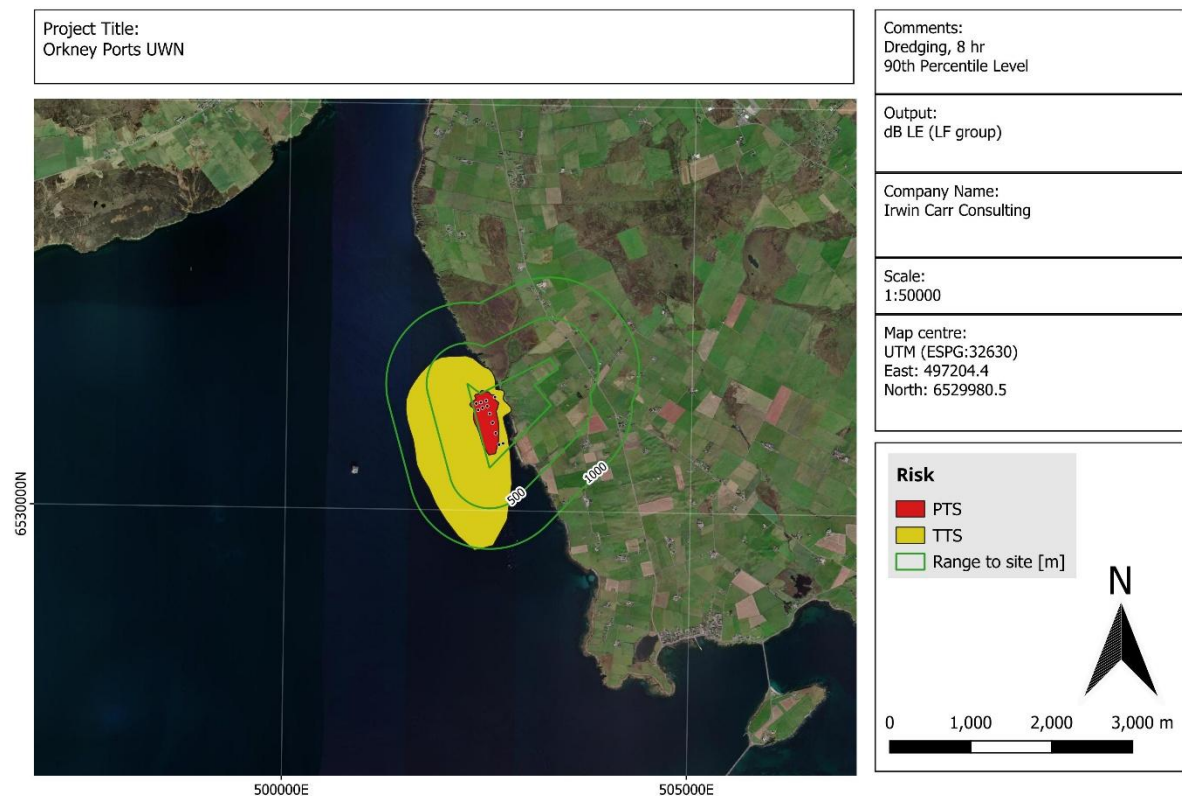 Project Title:
Orkney Ports UWN
Comments:
Dredging, 8 hr
90th Percentile Level
Output:
dB LE (LF group)
Company Name:
Irwin Carr Consulting
Scale:
1:50000
Map centre:
UTM (ESPG:32630)
East: 497204.4
North: 6529980.5
Risk
PTS
TTS
Range to site [m]
N
0 1,000 2,000 3,000 m
500
1000
6530000N
500000E
505000E